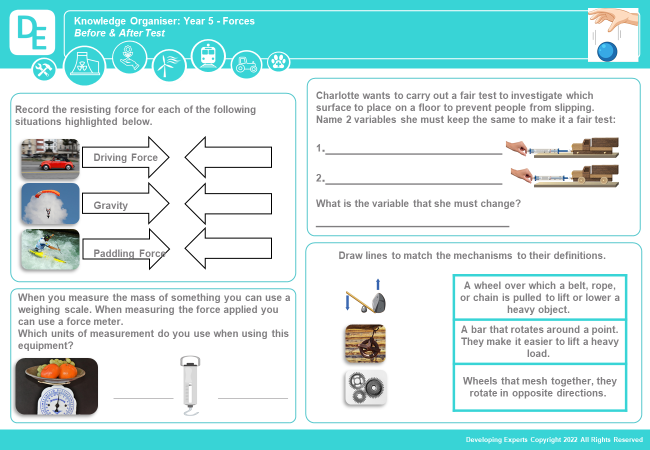 DE
Knowledge Organiser: Year 5 - Forces
Before & After Test
Record the resisting force for each of the following
situations highlighted below.
Driving Force
Gravity
Paddling Force
When you measure the mass of something you can use a
weighing scale. When measuring the force applied you
can use a force meter.
Which units of measurement do you use when using this
equipment?
Charlotte wants to carry out a fair test to investigate which
surface to place on a floor to prevent people from slipping.
Name 2 variables she must keep the same to make it a fair test:
1.
2.
What is the variable that she must change?
Draw lines to match the mechanisms to their definitions.
A wheel over which a belt, rope,
or chain is pulled to lift or lower a
heavy object.
A bar that rotates around a point.
They make it easier to lift a heavy
load.
Wheels that mesh together, they
rotate in opposite directions.
Developing Experts Copyright 2022 All Rights Reserved